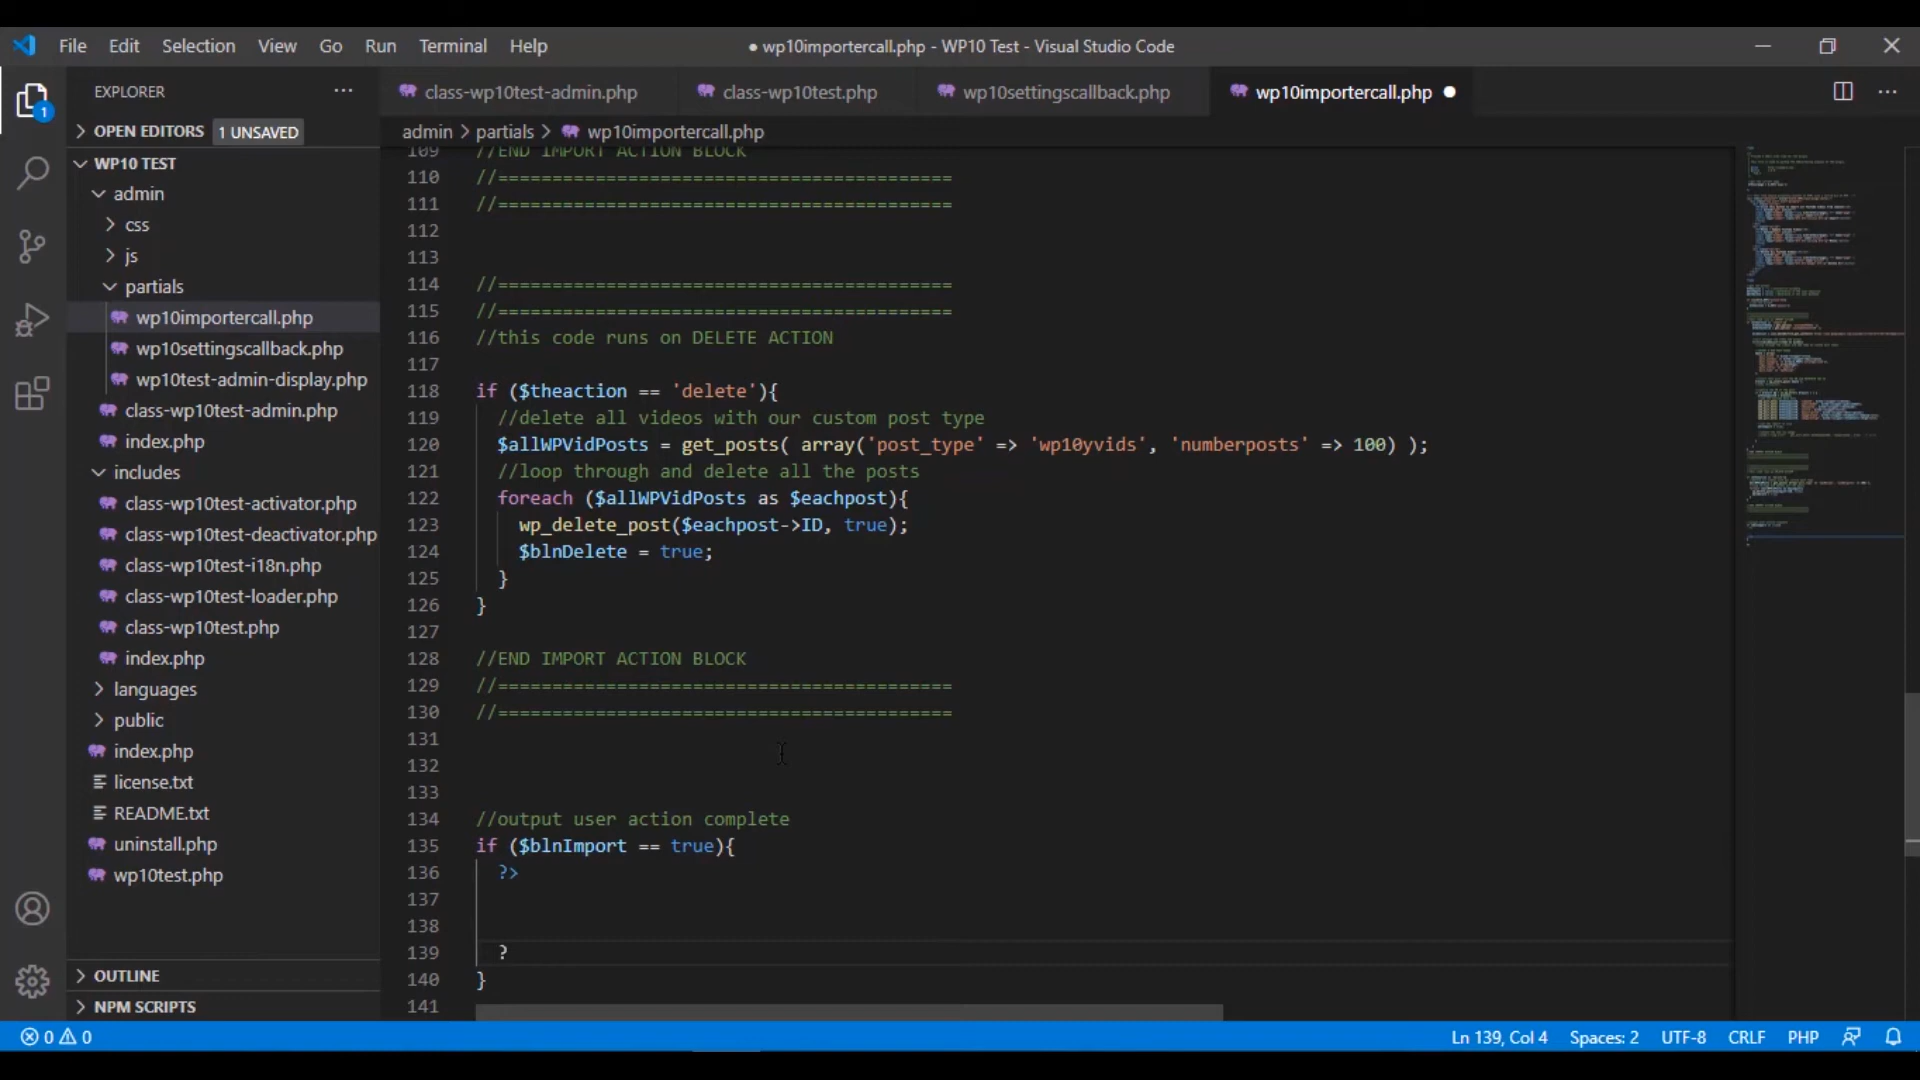 File Edit Selection View Go Run Terminal Help ● wp10importercall.php - WP10 Test - Visual Studio Code
EXPLORER ...
class-wp10test-admin.php class-wp10test.php wp10settingscallback.php wp10importercall.php ●
OPEN EDITORS 1 UNSAVED
admin > partials > wp10importercall.php
WP10 TEST
admin
css
js
partials
wp10importercall.php
wp10settingscallback.php
wp10test-admin-display.php
class-wp10test-admin.php
index.php
includes
class-wp10test-activator.php
class-wp10test-deactivator.php
class-wp10test-i18n.php
class-wp10test-loader.php
class-wp10test.php
index.php
languages
public
index.php
license.txt
README.txt
uninstall.php
wp10test.php
OUTLINE
NPM SCRIPTS
109 //END IMPORT ACTION BLOCK
110 //==========================================
111 //==========================================
112
113
114 //==========================================
115 //==========================================
116 //this code runs on DELETE ACTION
117
118 if ($theaction == 'delete'){
119 //delete all videos with our custom post type
120 $allWPVidPosts = get_posts( array('post_type' => 'wp10yvids', 'numberposts' => 100) );
121 //loop through and delete all the posts
122 foreach ($allWPVidPosts as $eachpost){
123 wp_delete_post($eachpost->ID, true);
124 $blnDelete = true;
125 }
126 }
127
128 //END IMPORT ACTION BLOCK
129 //==========================================
130 //==========================================
131
132
133
134 //output user action complete
135 if ($blnImport == true){
136 ?>
137
138
139 ?
140 }
141
0 0 Ln 139, Col 4 Spaces: 2 UTF-8 CRLF PHP